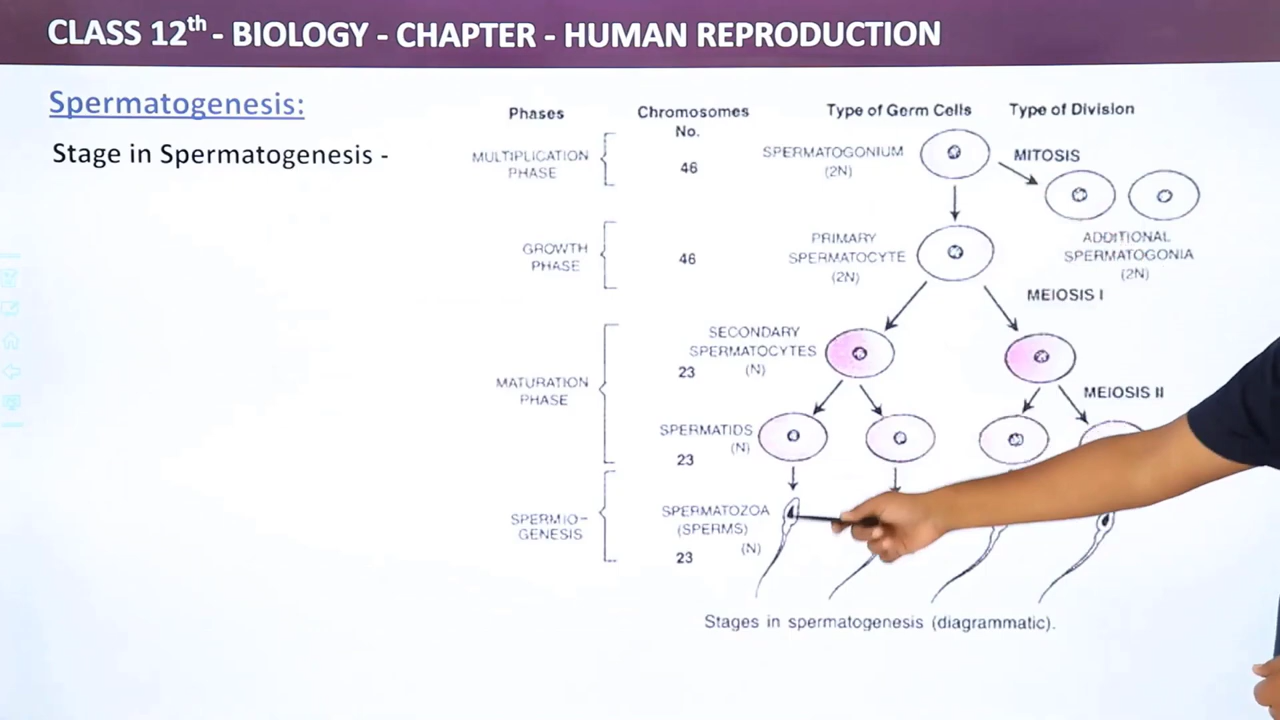 CLASS 12th - BIOLOGY - CHAPTER - HUMAN REPRODUCTION
Spermatogenesis:
Stage in Spermatogenesis -
Phases
Chromosomes
No.
Type of Germ Cells
Type of Division
MULTIPLICATION
PHASE
46
SPERMATOGONIUM
(2N)
MITOSIS
ADDITIONAL
SPERMATOGONIA
(2N)
GROWTH
PHASE
46
PRIMARY
SPERMATOCYTE
(2N)
MEIOSIS I
MATURATION
PHASE
SECONDARY
SPERMATOCYTES
(N)
23
MEIOSIS II
SPERMATIDS
(N)
23
SPERMIO-
GENESIS
SPERMATOZOA
(SPERMS)
(N)
23
Stages in spermatogenesis (diagrammatic).